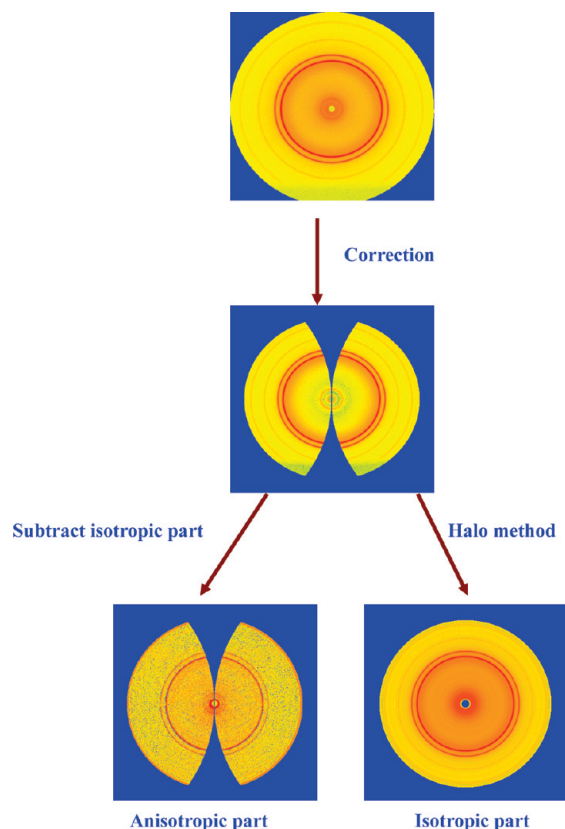 Correction
Subtract isotropic part
Halo method
Anisotropic part
Isotropic part